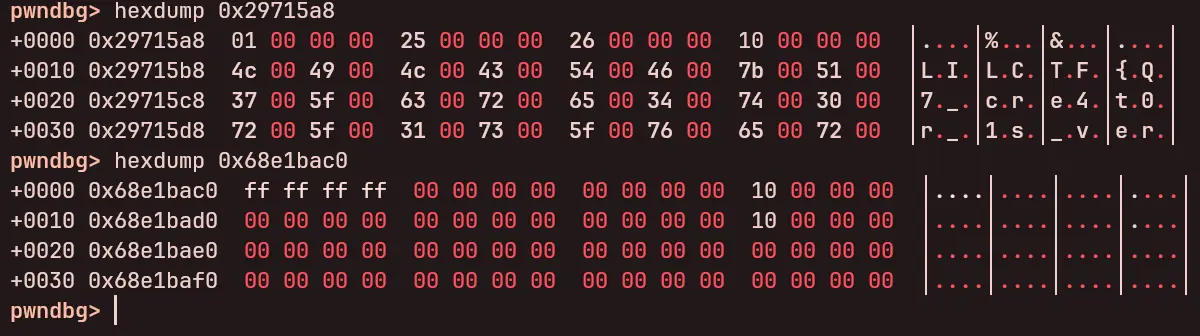 pwndbg> hexdump 0x29715a8
+0000 0x29715a8  01 00 00 00  25 00 00 00  26 00 00 00  10 00 00 00  |....|%...|&...|....|
+0010 0x29715b8  4c 00 49 00  4c 00 43 00  54 00 46 00  7b 00 51 00  |L.I.|L.C.|T.F.|{.Q.|
+0020 0x29715c8  37 00 5f 00  63 00 72 00  65 00 34 00  74 00 30 00  |7._.|c.r.|e.4.|t.0.|
+0030 0x29715d8  72 00 5f 00  31 00 73 00  5f 00 76 00  65 00 72 00  |r._.|1.s.|_.v.|e.r.|
pwndbg> hexdump 0x68e1bac0
+0000 0x68e1bac0  ff ff ff ff  00 00 00 00  00 00 00 00  10 00 00 00  |....|....|....|....|
+0010 0x68e1bad0  00 00 00 00  00 00 00 00  00 00 00 00  10 00 00 00  |....|....|....|....|
+0020 0x68e1bae0  00 00 00 00  00 00 00 00  00 00 00 00  00 00 00 00  |....|....|....|....|
+0030 0x68e1baf0  00 00 00 00  00 00 00 00  00 00 00 00  00 00 00 00  |....|....|....|....|
pwndbg>